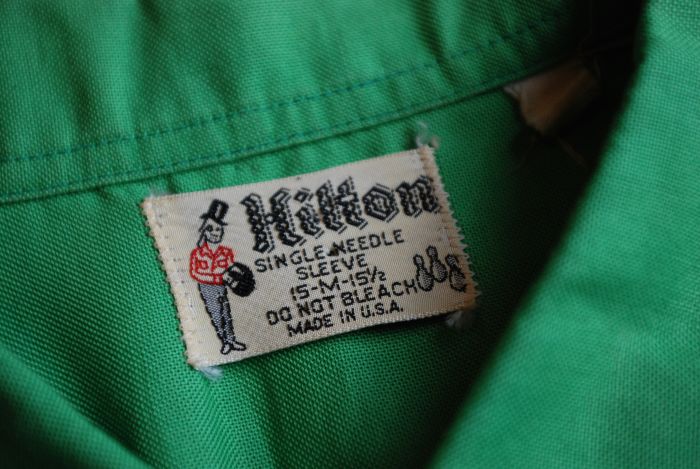 Hilton
SINGLE NEEDLE
SLEEVE
15-M-15½
DO NOT BLEACH
MADE IN U.S.A.